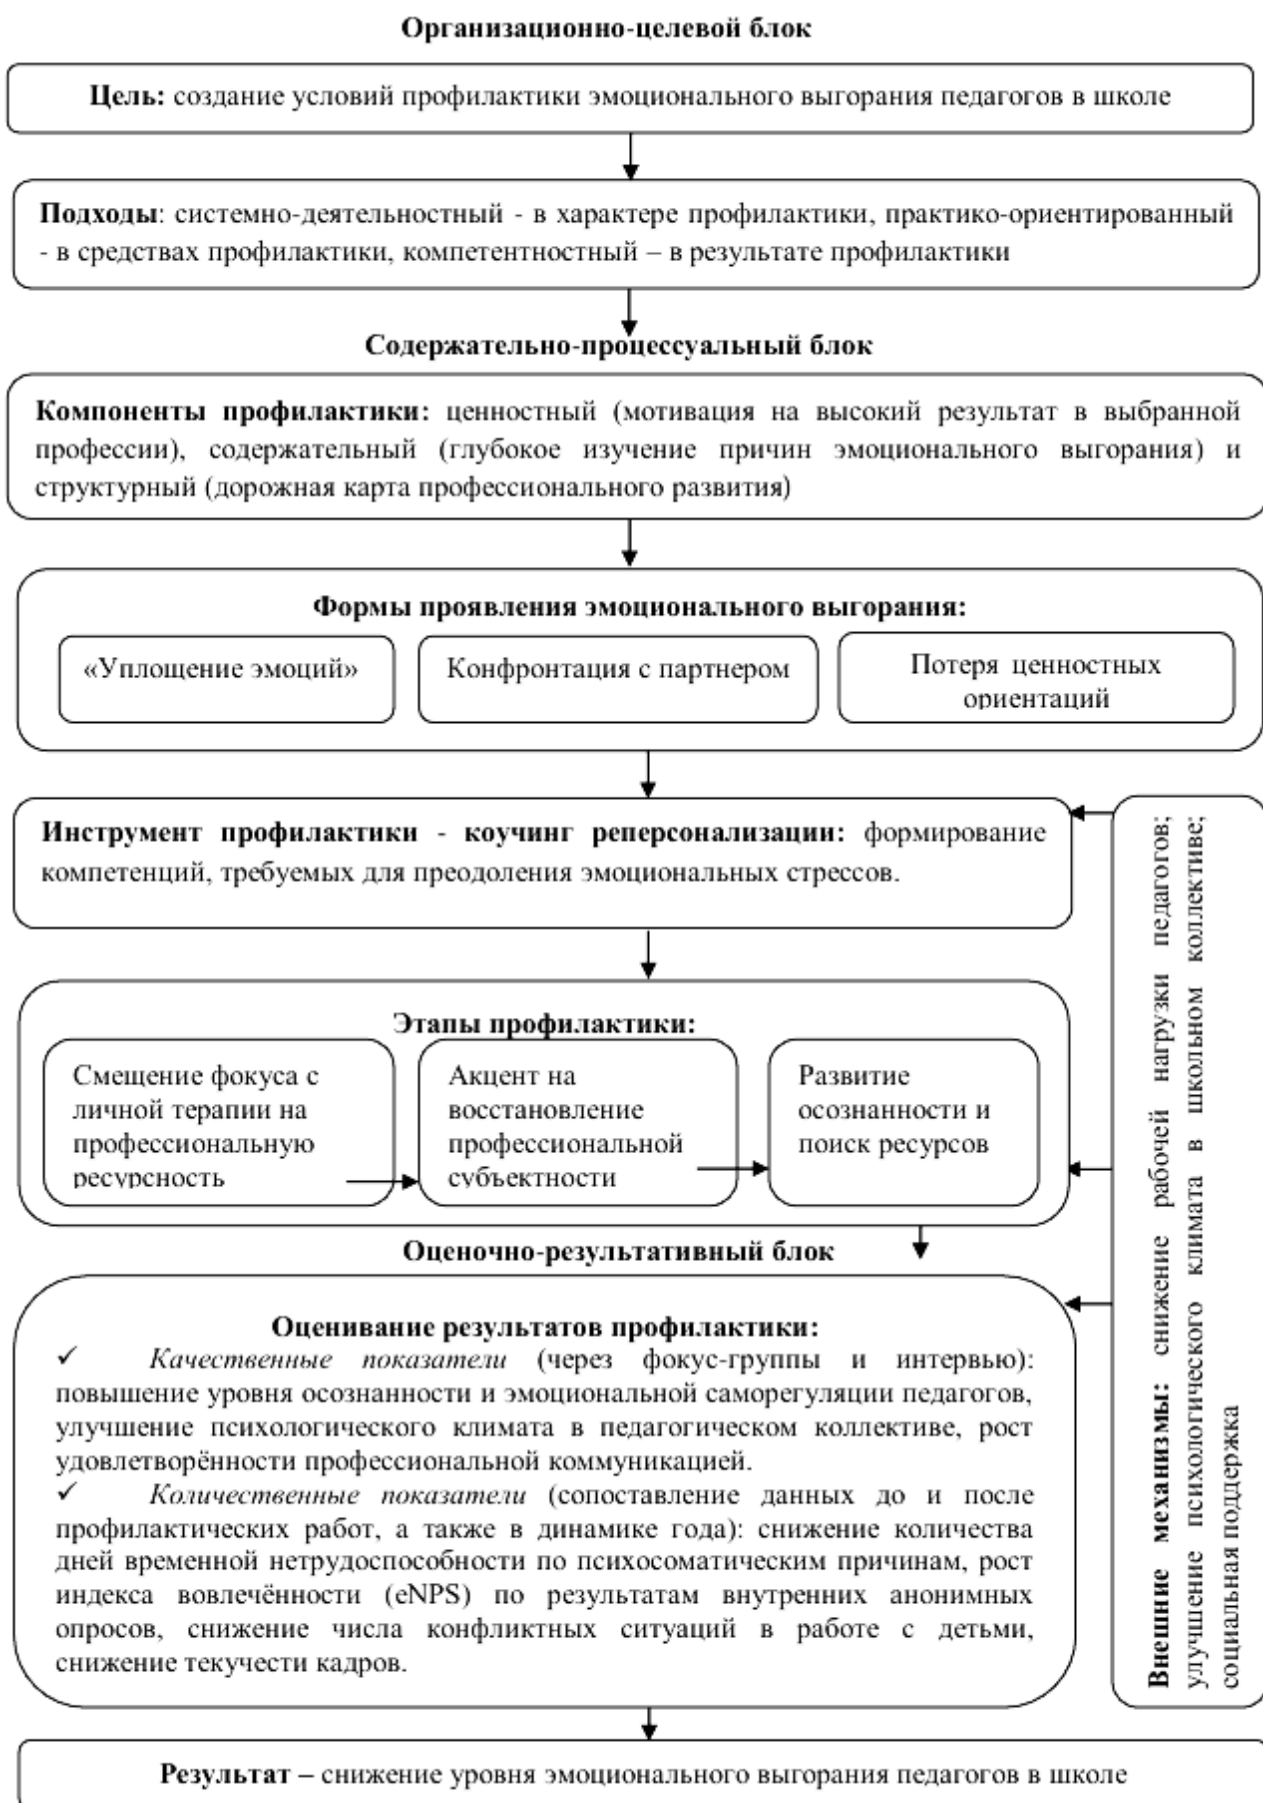 Организационно-целевой блок
Цель: создание условий профилактики эмоционального выгорания педагогов в школе
Подходы: системно-деятельностный - в характере профилактики, практико-ориентированный
- в средствах профилактики, компетентностный – в результате профилактики
Содержательно-процессуальный блок
Компоненты профилактики: ценностный (мотивация на высокий результат в выбранной
профессии), содержательный (глубокое изучение причин эмоционального выгорания) и
структурный (дорожная карта профессионального развития)
Формы проявления эмоционального выгорания:
«Уплощение эмоций»
Конфронтация с партнером
Потеря ценностных
ориентаций
Инструмент профилактики - коучинг реперсонализации: формирование
компетенций, требуемых для преодоления эмоциональных стрессов.
Этапы профилактики:
Смещение фокуса с
личной терапии на
профессиональную
ресурсность
Акцент на
восстановление
профессиональной
субъектности
Развитие
осознанности и
поиск ресурсов
Оценочно-результативный блок
Оценивание результатов профилактики:
✓ Качественные показатели (через фокус-группы и интервью):
повышение уровня осознанности и эмоциональной саморегуляции педагогов,
улучшение психологического климата в педагогическом коллективе, рост
удовлетворённости профессиональной коммуникацией.
✓ Количественные показатели (сопоставление данных до и после
профилактических работ, а также в динамике года): снижение количества
дней временной нетрудоспособности по психосоматическим причинам, рост
индекса вовлечённости (eNPS) по результатам внутренних анонимных
опросов, снижение числа конфликтных ситуаций в работе с детьми,
снижение текучести кадров.
Внешние механизмы: снижение рабочей нагрузки педагогов;
улучшение психологического климата в школьном коллективе;
социальная поддержка
Результат – снижение уровня эмоционального выгорания педагогов в школе